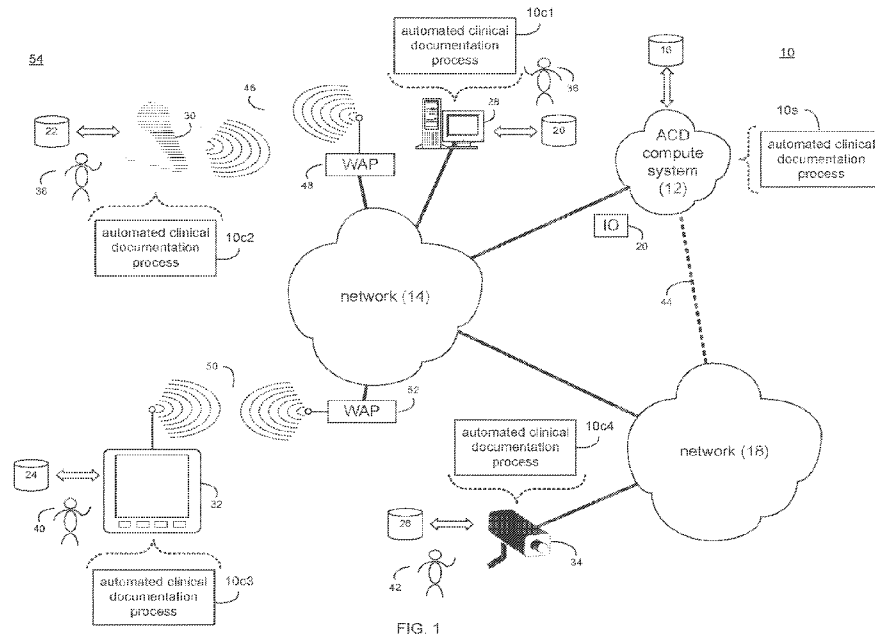 54
10c1
automated clinical
documentation
process
16
10
46
36
22
30
28
20
10s
ACD
compute
system
(12)
automated clinical
documentation
process
WAP
48
36
IO
20
automated clinical
documentation
process
10c2
network (14)
44
50
WAP
52
network (18)
automated clinical
documentation
process
10c4
24
32
40
26
34
42
automated clinical
documentation
process
10c3
FIG. 1